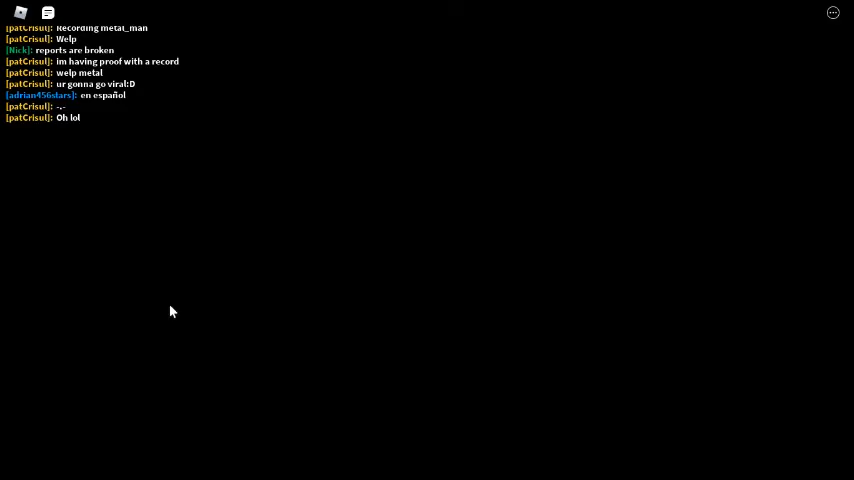 [patCrisul]: Recording metal_man
[patCrisul]: Welp
[Nick]: reports are broken
[patCrisul]: im having proof with a record
[patCrisul]: welp metal
[patCrisul]: ur gonna go viral:D
[adrian456stars]: en español
[patCrisul]: -.-
[patCrisul]: Oh lol